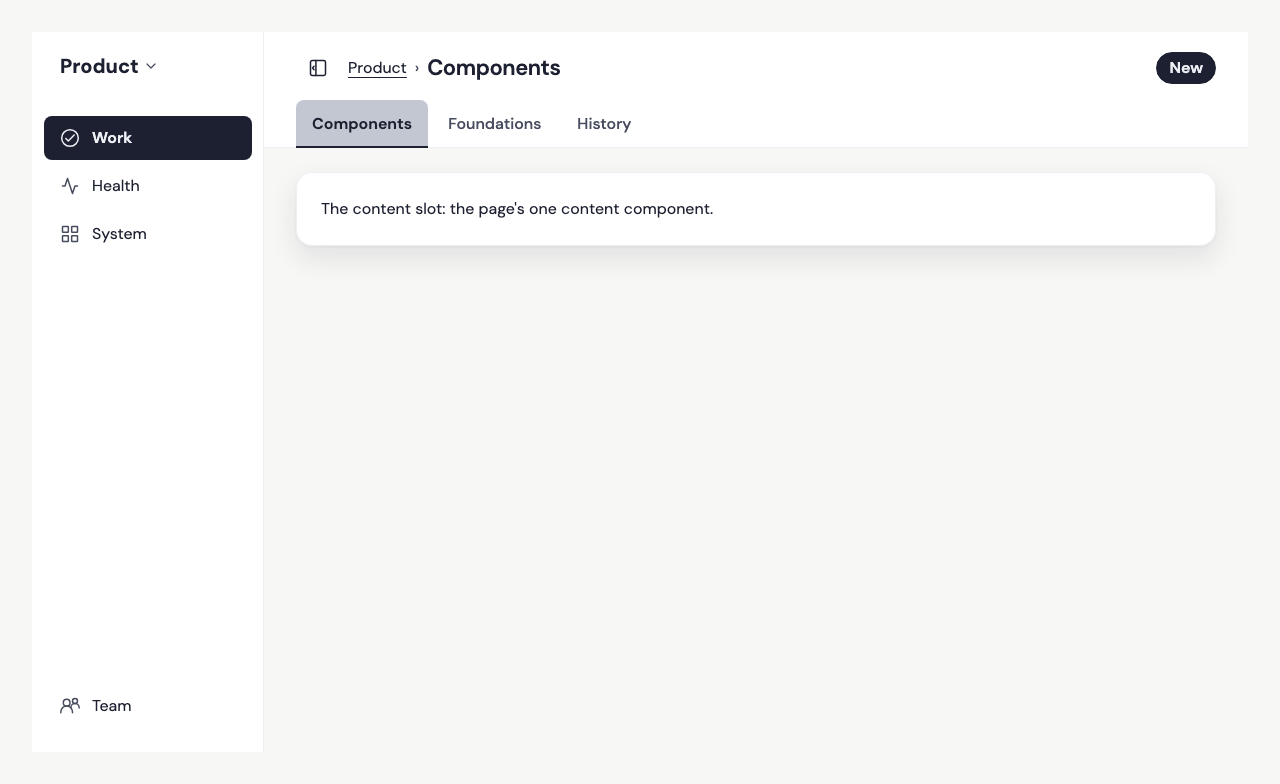 Product
Work
Health
System
Team
Product › Components
New
Components
Foundations
History
The content slot: the page's one content component.